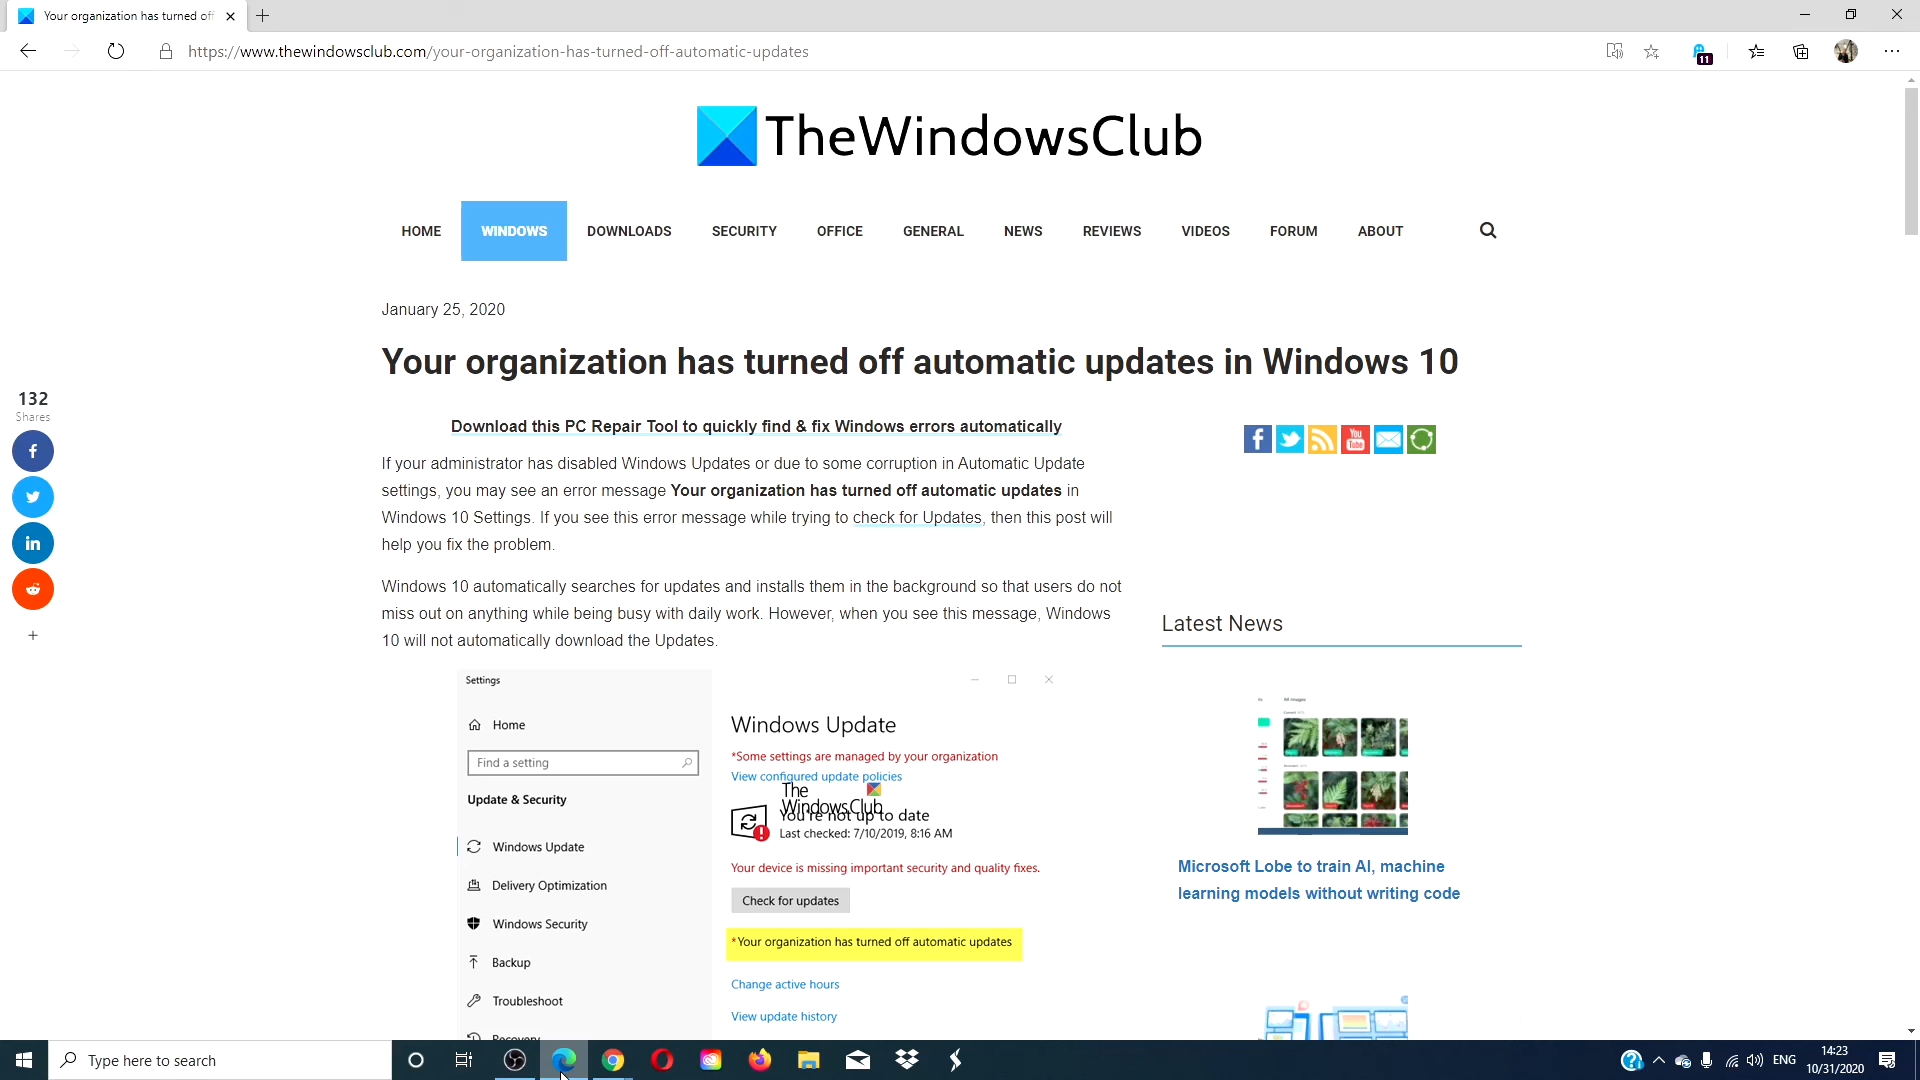 Your organization has turned off
https://www.thewindowsclub.com/your-organization-has-turned-off-automatic-updates
11
TheWindowsClub
HOME
WINDOWS
DOWNLOADS
SECURITY
OFFICE
GENERAL
NEWS
REVIEWS
VIDEOS
FORUM
ABOUT
January 25, 2020
Your organization has turned off automatic updates in Windows 10
132
Shares
Download this PC Repair Tool to quickly find & fix Windows errors automatically
If your administrator has disabled Windows Updates or due to some corruption in Automatic Update
settings, you may see an error message Your organization has turned off automatic updates in
Windows 10 Settings. If you see this error message while trying to check for Updates, then this post will
help you fix the problem.
Windows 10 automatically searches for updates and installs them in the background so that users do not
miss out on anything while being busy with daily work. However, when you see this message, Windows
10 will not automatically download the Updates.
You Tube
Latest News
Microsoft Lobe to train AI, machine
learning models without writing code
Settings
Home
Find a setting
Update & Security
Windows Update
Delivery Optimization
Windows Security
Backup
Troubleshoot
Recovery
Windows Update
*Some settings are managed by your organization
View configured update policies
The
WindowsClub
You're not up to date
Last checked: 7/10/2019, 8:16 AM
Your device is missing important security and quality fixes.
Check for updates
*Your organization has turned off automatic updates
Change active hours
View update history
Type here to search
ENG
14:23
10/31/2020